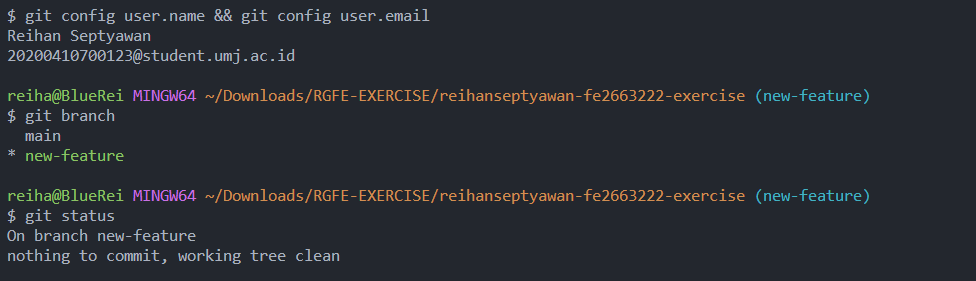 $ git config user.name && git config user.email
Reihan Septyawan
20200410700123@student.umj.ac.id
reiha@BlueRei MINGW64 ~/Downloads/RGFE-EXERCISE/reihanseptyawan-fe2663222-exercise (new-feature)
$ git branch
  main
* new-feature
reiha@BlueRei MINGW64 ~/Downloads/RGFE-EXERCISE/reihanseptyawan-fe2663222-exercise (new-feature)
$ git status
On branch new-feature
nothing to commit, working tree clean